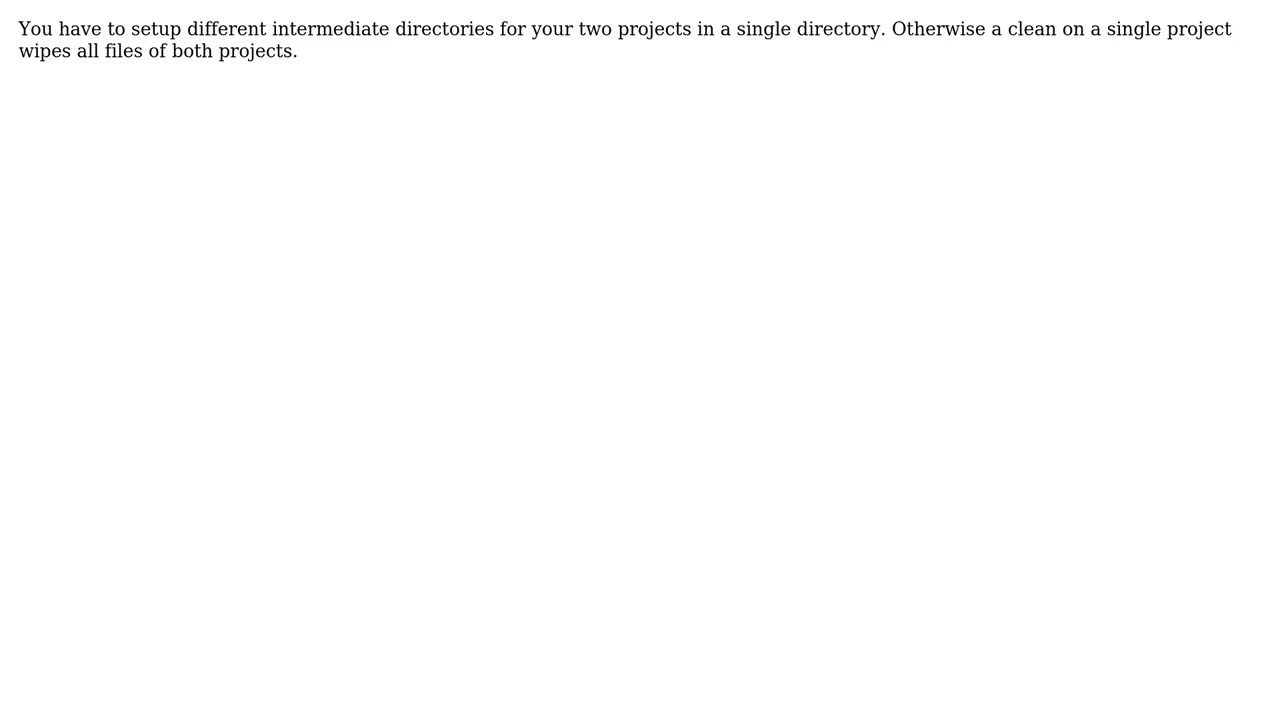 You have to setup different intermediate directories for your two projects in a single directory. Otherwise a clean on a single project
wipes all files of both projects.